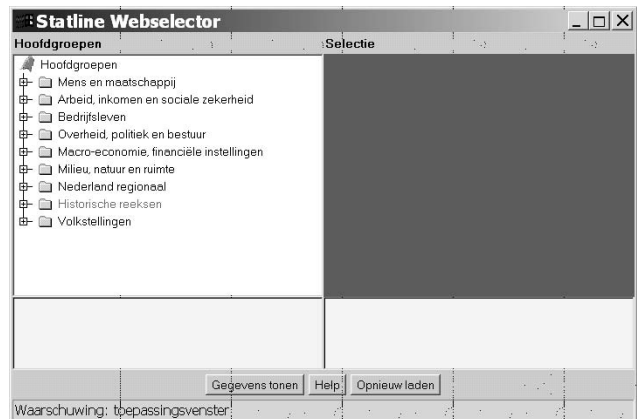 Statline Webselector
Hoofdgroepen
Selectie
Hoofdgroepen
Mens en maatschappij
Arbeid, inkomen en sociale zekerheid
Bedrijfsleven
Overheid, politiek en bestuur
Macro-economie, financiële instellingen
Milieu, natuur en ruimte
Nederland regionaal
Historische reeksen
Volkstellingen
Gegevens tonen Help Opnieuw laden
Waarschuwing: toepassingsvenster